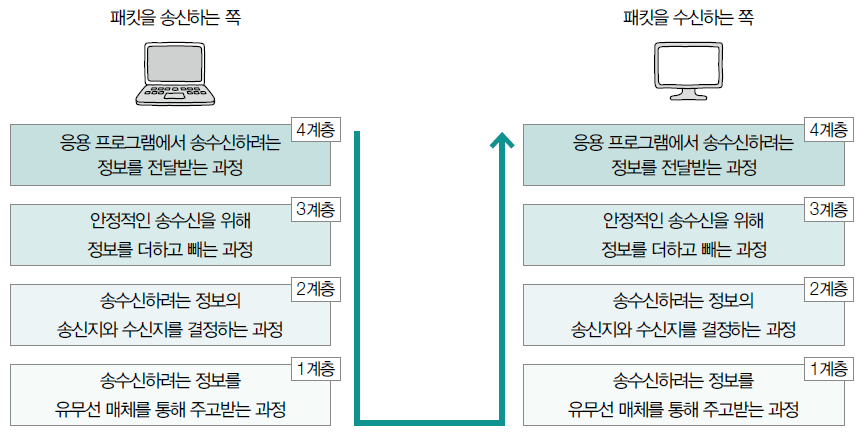 패킷을 송신하는 쪽
4계층
응용 프로그램에서 송수신하려는
정보를 전달받는 과정
3계층
안정적인 송수신을 위해
정보를 더하고 빼는 과정
2계층
송수신하려는 정보의
송신지와 수신지를 결정하는 과정
1계층
송수신하려는 정보를
유무선 매체를 통해 주고받는 과정
패킷을 수신하는 쪽
4계층
응용 프로그램에서 송수신하려는
정보를 전달받는 과정
3계층
안정적인 송수신을 위해
정보를 더하고 빼는 과정
2계층
송수신하려는 정보의
송신지와 수신지를 결정하는 과정
1계층
송수신하려는 정보를
유무선 매체를 통해 주고받는 과정